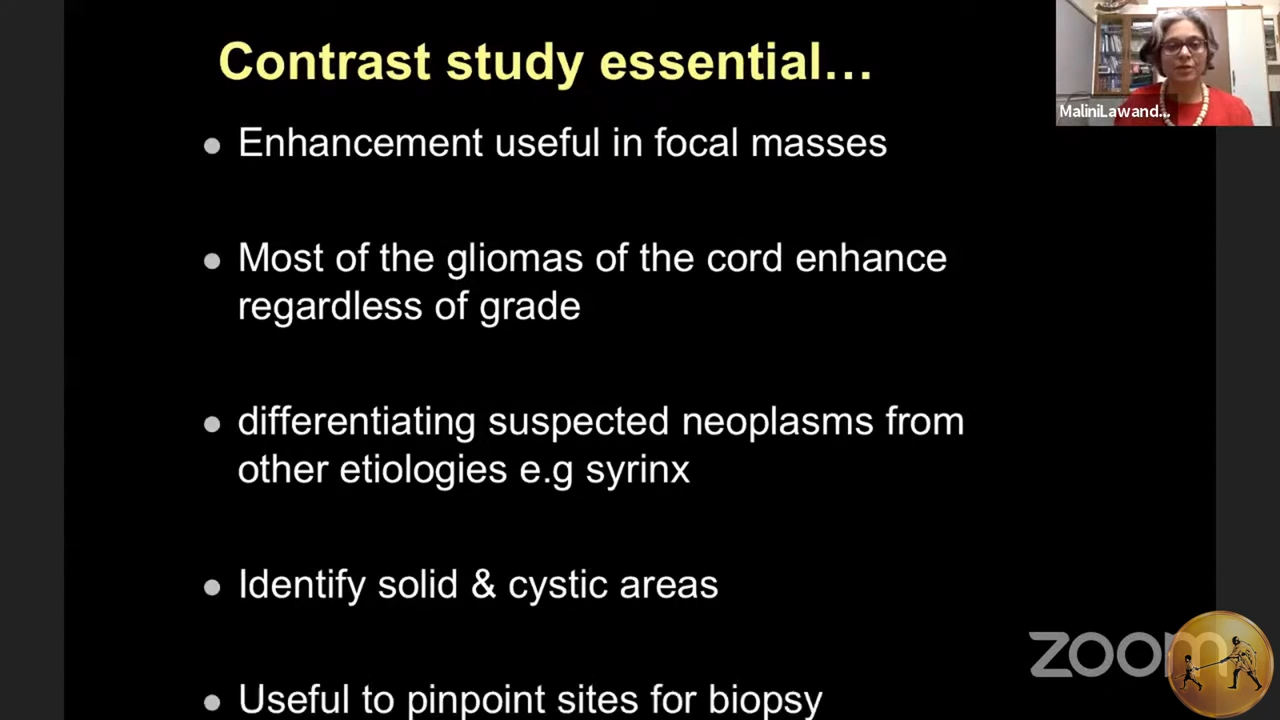 Contrast study essential...
MaliniLawand...
● Enhancement useful in focal masses
● Most of the gliomas of the cord enhance
regardless of grade
● differentiating suspected neoplasms from
other etiologies e.g syrinx
● Identify solid & cystic areas
● Useful to pinpoint sites for biopsy
zoom